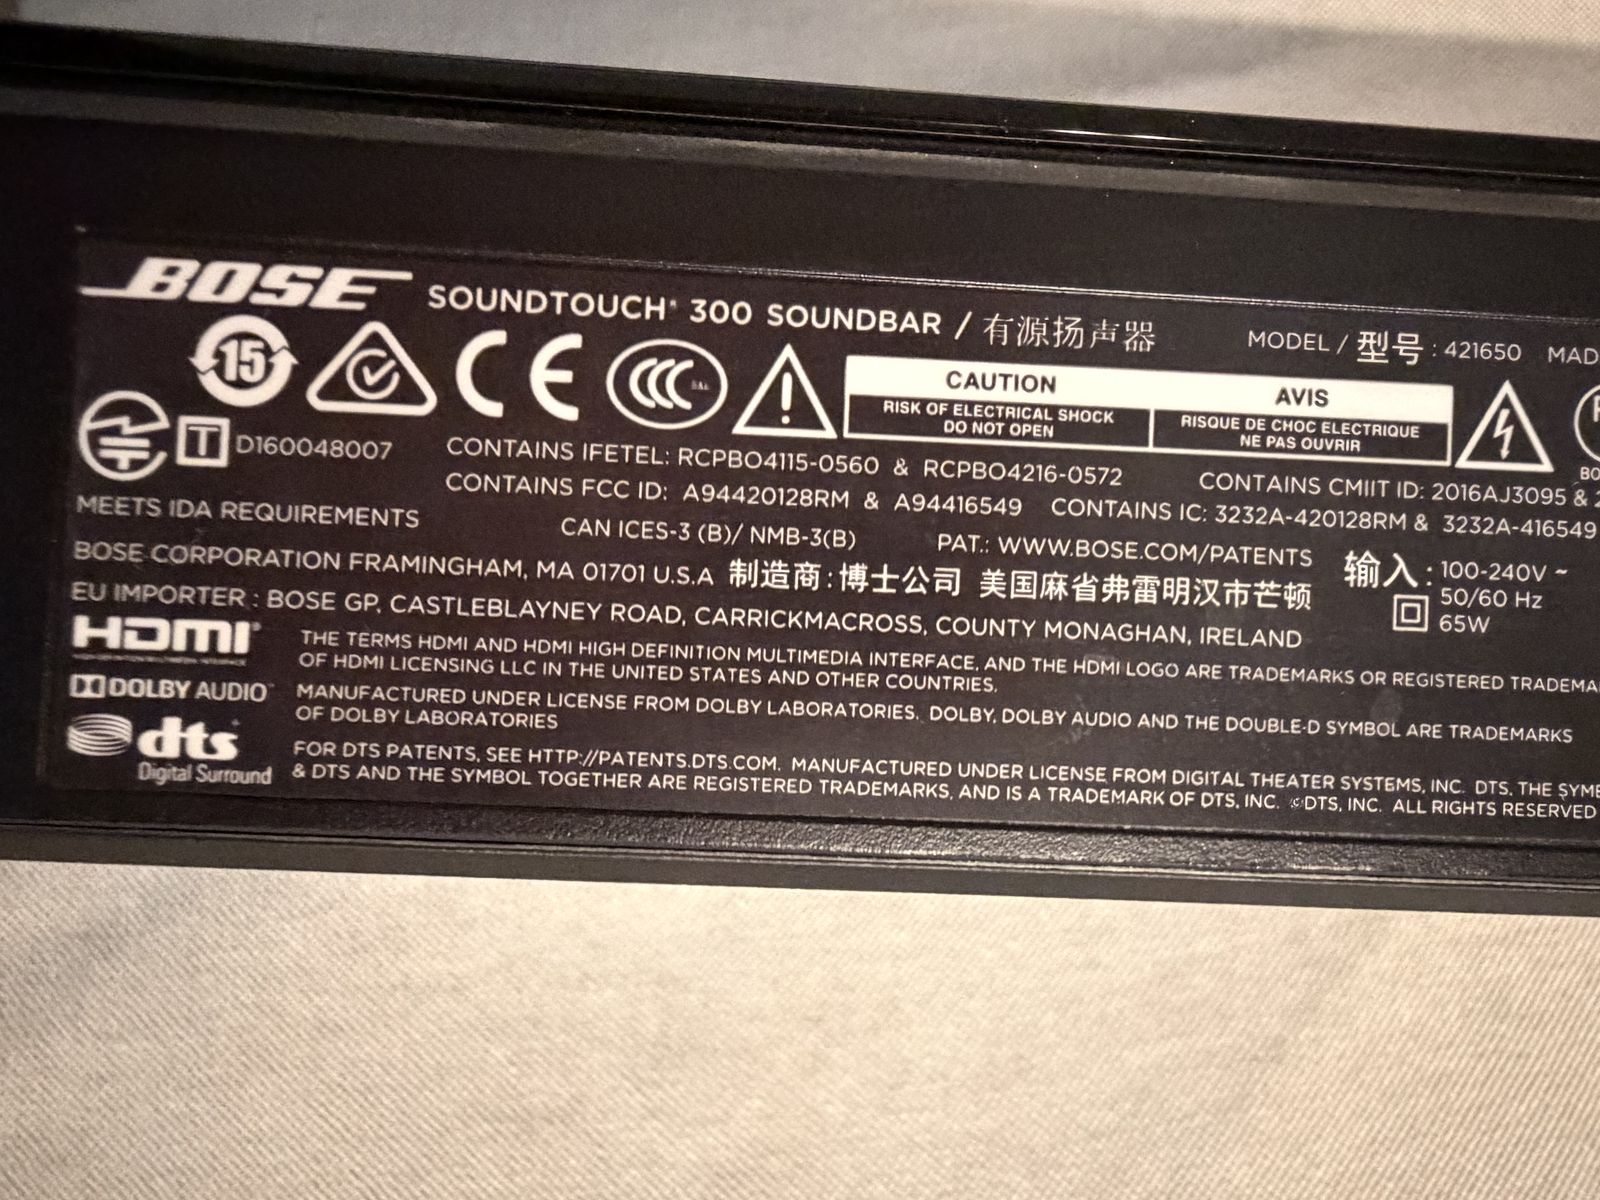 BOSE SOUNDTOUCH® 300 SOUNDBAR / 有源扬声器 MODEL / 型号 : 421650
15 CE CCC S&E CAUTION AVIS
RISK OF ELECTRICAL SHOCK
DO NOT OPEN
RISQUE DE CHOC ELECTRIQUE
NE PAS OUVRIR
T D160048007
CONTAINS IFETEL: RCPBO4115-0560 & RCPBO4216-0572 CONTAINS CMIIT ID: 2016AJ3095 &
CONTAINS FCC ID: A94420128RM & A94416549 CONTAINS IC: 3232A-420128RM & 3232A-416549
MEETS IDA REQUIREMENTS CAN ICES-3 (B)/ NMB-3(B) PAT.: WWW.BOSE.COM/PATENTS
BOSE CORPORATION FRAMINGHAM, MA 01701 U.S.A 制造商:博士公司 美国麻省弗雷明汉市芒顿
输入 : 100-240V ~
50/60 Hz
65W
EU IMPORTER : BOSE GP, CASTLEBLAYNEY ROAD, CARRICKMACROSS, COUNTY MONAGHAN, IRELAND
HDMI®
THE TERMS HDMI AND HDMI HIGH DEFINITION MULTIMEDIA INTERFACE, AND THE HDMI LOGO ARE TRADEMARKS OR REGISTERED
OF HDMI LICENSING LLC IN THE UNITED STATES AND OTHER COUNTRIES.
DOLBY AUDIO™
MANUFACTURED UNDER LICENSE FROM DOLBY LABORATORIES. DOLBY, DOLBY AUDIO AND THE DOUBLE-D SYMBOL ARE TRADEMARKS
OF DOLBY LABORATORIES
dts
Digital Surround
FOR DTS PATENTS, SEE HTTP://PATENTS.DTS.COM. MANUFACTURED UNDER LICENSE FROM DIGITAL THEATER SYSTEMS, INC. DTS, THE
& DTS AND THE SYMBOL TOGETHER ARE REGISTERED TRADEMARKS, AND IS A TRADEMARK OF DTS, INC. ©DTS, INC. ALL RIGHTS RESERVED